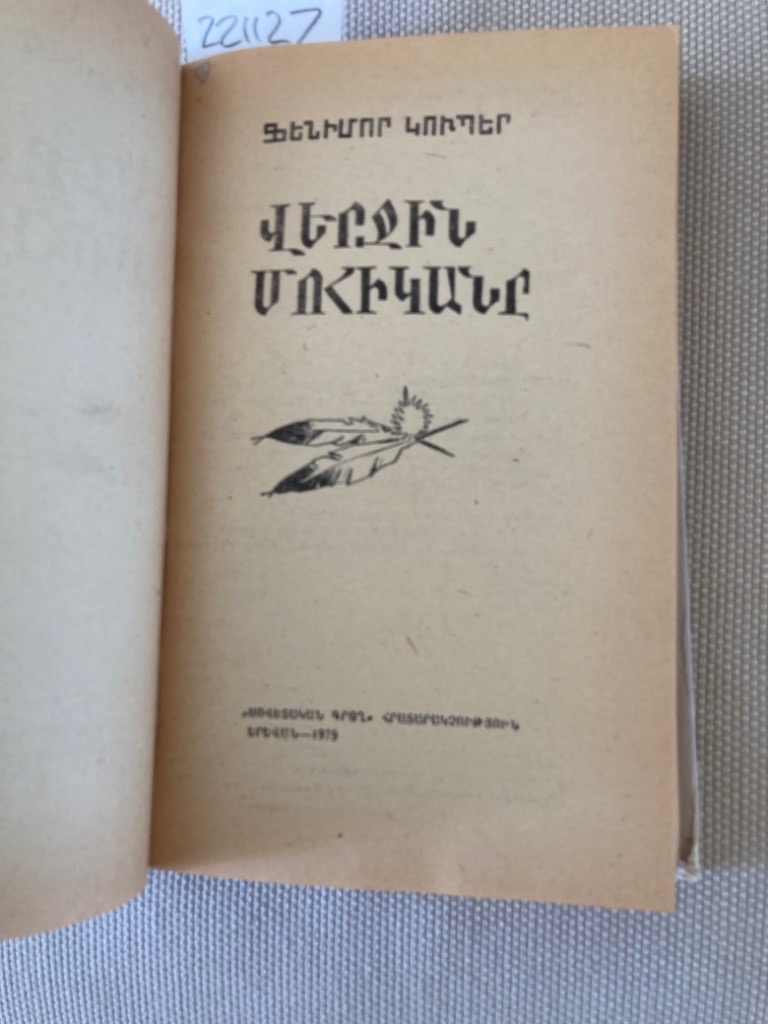 221127
ՖԵՆԻՄՈՐ ԿՈՒՊԵՐ
ՎԵՐՋԻՆ
ՄՈՀԻԿԱՆԸ
«ՍՈՎԵՏԱԿԱՆ ԳՐՈՂ» ՀՐԱՏԱՐԱԿՉՈՒԹՅՈՒՆ
ԵՐԵՎԱՆ—1979